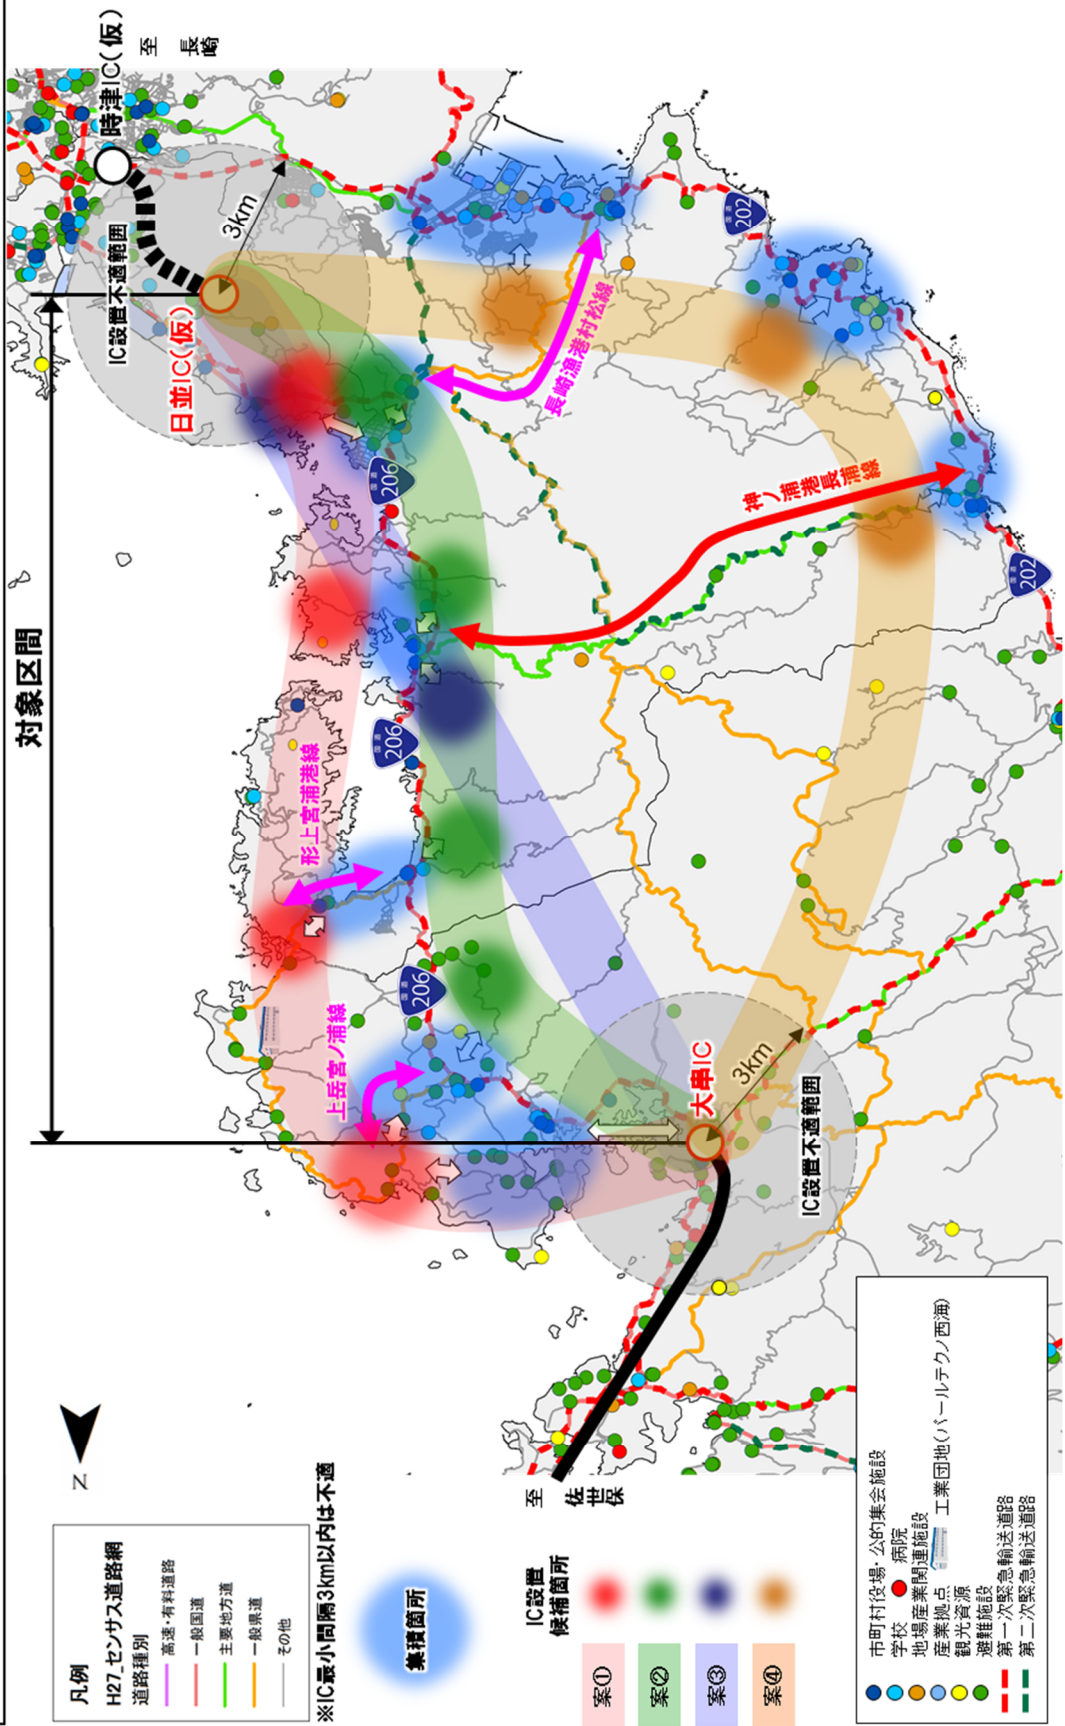 対象区間
時津IC(仮)
至 長崎
IC設置不適範囲
3km
日並IC(仮)
長崎漁港村松線
国道 202
206
神ノ浦港長浦線
国道 202
国道 206
形上宮浦港線
国道 206
上岳宮ノ浦線
大串IC
3km
IC設置不適範囲
至 佐世保
N
凡例
H27_センサス道路網
道路種別
高速・有料道路
一般国道
主要地方道
一般県道
その他
※IC最小間隔3km以内は不適
集積箇所
IC設置
候補箇所
案①
案②
案③
案④
市町村役場・公的集会施設
学校 病院
地場産業関連施設
産業拠点 工業団地(パールテクノ西海)
観光資源
避難施設
第一次緊急輸送道路
第二次緊急輸送道路